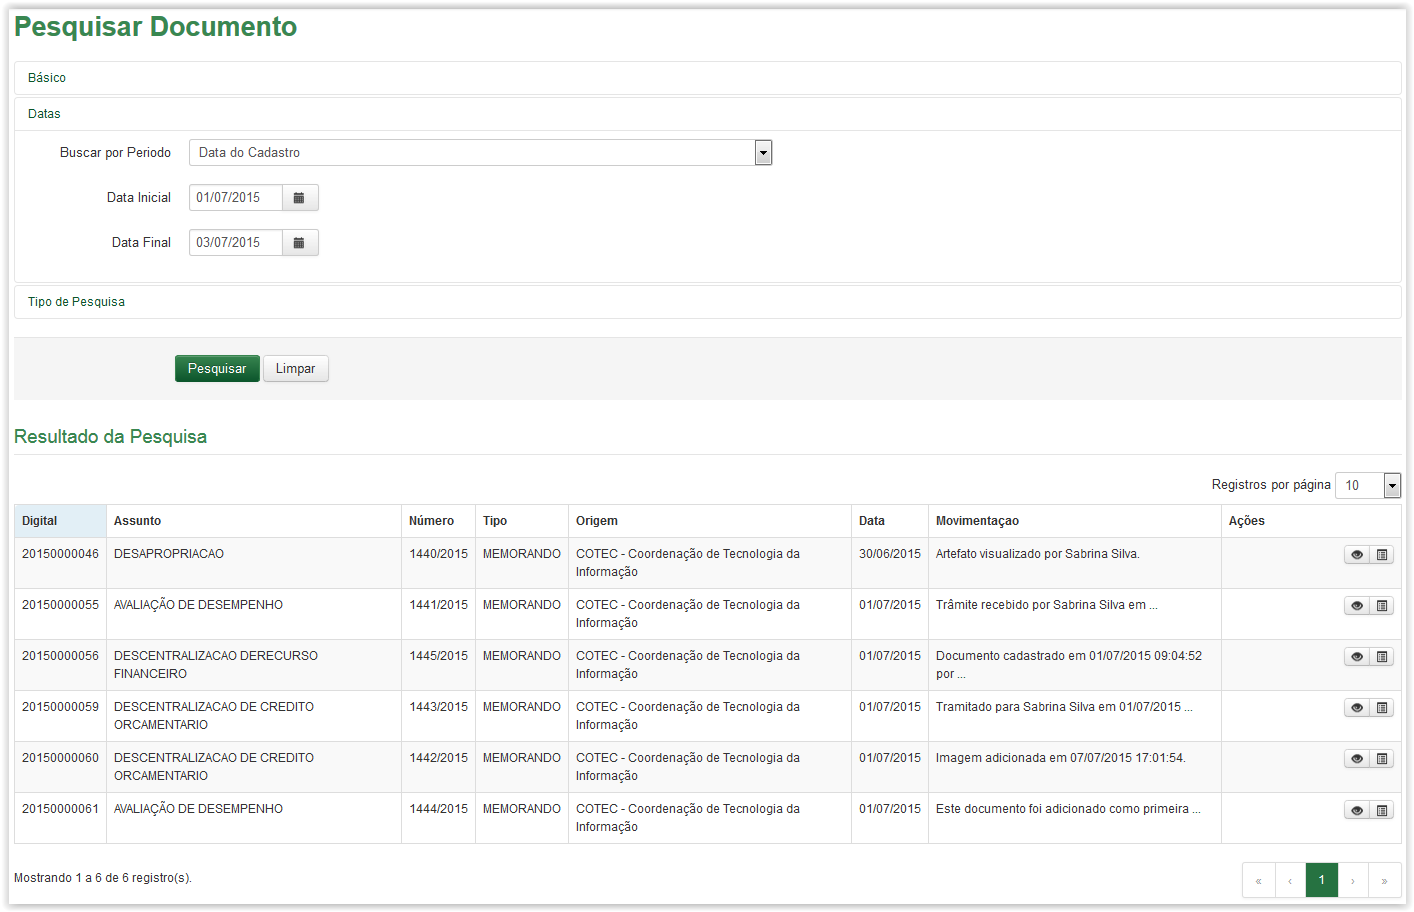 Pesquisar Documento
Básico
Datas
Buscar por Periodo Data do Cadastro
Data Inicial 01/07/2015
Data Final 03/07/2015
Tipo de Pesquisa
Pesquisar Limpar
Resultado da Pesquisa
Registros por página 10
Digital Assunto Número Tipo Origem Data Movimentaçao Ações
20150000046 DESAPROPRIACAO 1440/2015 MEMORANDO COTEC - Coordenação de Tecnologia da 30/06/2015 Artefato visualizado por Sabrina Silva.
Informação
20150000055 AVALIAÇÃO DE DESEMPENHO 1441/2015 MEMORANDO COTEC - Coordenação de Tecnologia da 01/07/2015 Trâmite recebido por Sabrina Silva em ...
Informação
20150000056 DESCENTRALIZACAO DERECURSO 1445/2015 MEMORANDO COTEC - Coordenação de Tecnologia da 01/07/2015 Documento cadastrado em 01/07/2015 09:04:52
FINANCEIRO Informação por ...
20150000059 DESCENTRALIZACAO DE CREDITO 1443/2015 MEMORANDO COTEC - Coordenação de Tecnologia da 01/07/2015 Tramitado para Sabrina Silva em 01/07/2015 ...
ORCAMENTARIO Informação
20150000060 DESCENTRALIZACAO DE CREDITO 1442/2015 MEMORANDO COTEC - Coordenação de Tecnologia da 01/07/2015 Imagem adicionada em 07/07/2015 17:01:54.
ORCAMENTARIO Informação
20150000061 AVALIAÇÃO DE DESEMPENHO 1444/2015 MEMORANDO COTEC - Coordenação de Tecnologia da 01/07/2015 Este documento foi adicionado como primeira ...
Informação
Mostrando 1 a 6 de 6 registro(s). « ‹ 1 › »